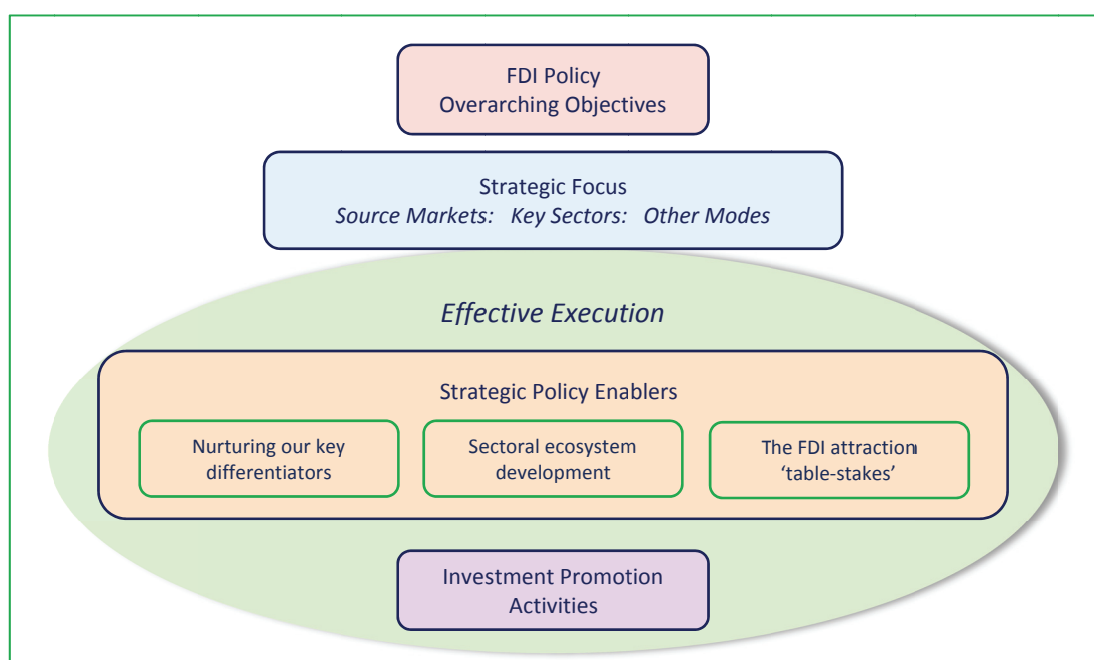 FDI Policy
Overarching Objectives
Strategic Focus
Source Markets: Key Sectors: Other Modes
Effective Execution
Strategic Policy Enablers
Nurturing our key
differentiators
Sectoral ecosystem
development
The FDI attraction
‘table-stakes’
Investment Promotion
Activities